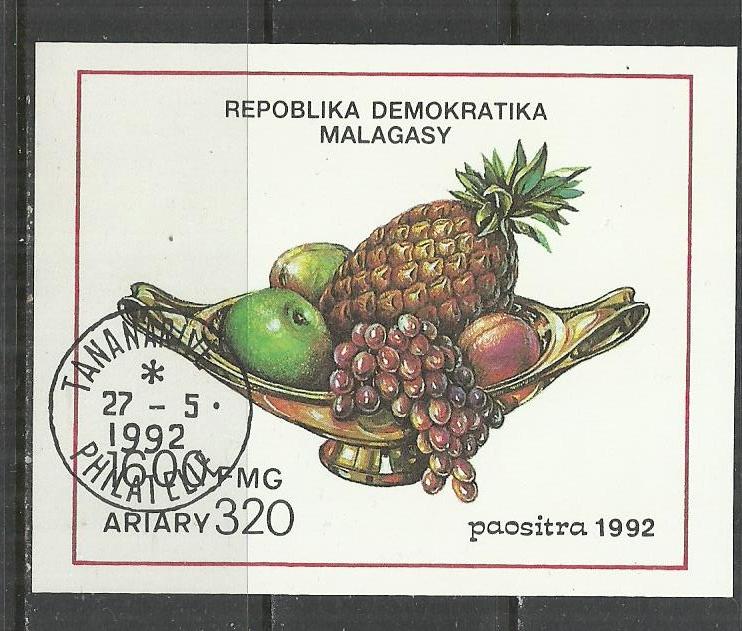 REPOBLIKA DEMOKRATIKA
MALAGASY
TANANARIVE
*
27 - 5 ·
1992
PHILATELIE
1600 FMG
ARIARY 320
paositra 1992